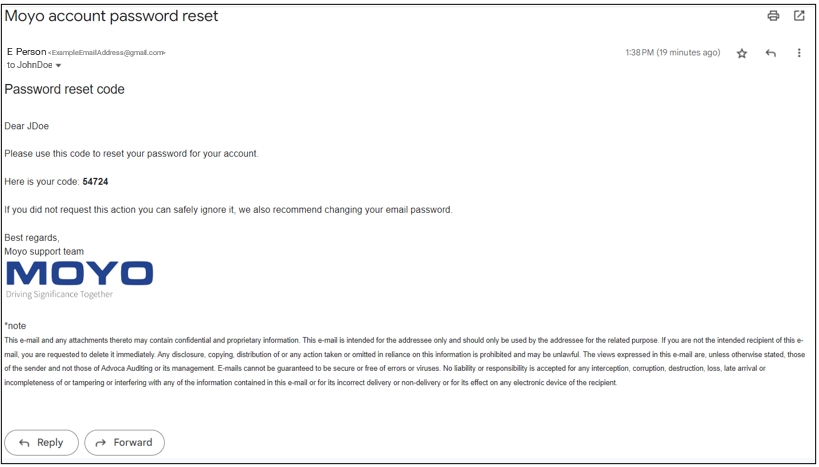 Moyo account password reset
E Person <ExampleEmailAddress@gmail.com>
1:38 PM (19 minutes ago)
to JohnDoe
Password reset code
Dear JDoe
Please use this code to reset your password for your account.
Here is your code: 54724
If you did not request this action you can safely ignore it, we also recommend changing your email password.
Best regards,
Moyo support team
MOYO
Driving Significance Together
*note
This e-mail and any attachments thereto may contain confidential and proprietary information. This e-mail is intended for the addressee only and should only be used by the addressee for the related purpose. If you are not the intended recipient of this e-
mail, you are requested to delete it immediately. Any disclosure, copying, distribution of or any action taken or omitted in reliance on this information is prohibited and may be unlawful. The views expressed in this e-mail are, unless otherwise stated, those
of the sender and not those of Advoca Auditing or its management. E-mails cannot be guaranteed to be secure or free of errors or viruses. No liability or responsibility is accepted for any interception, corruption, destruction, loss, late arrival or
incompleteness of or tampering or interfering with any of the information contained in this e-mail or for its incorrect delivery or non-delivery or for its effect on any electronic device of the recipient.
Reply
Forward